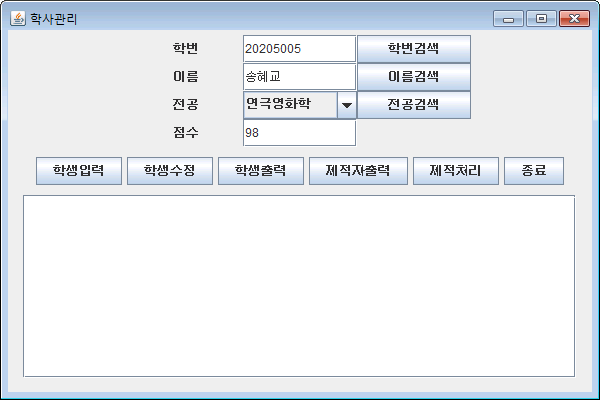 학사관리
학번 20205005 학번검색
이름 송혜교 이름검색
전공 연극영화학 전공검색
점수 98
학생입력 학생수정 학생출력 제적자출력 제적처리 종료